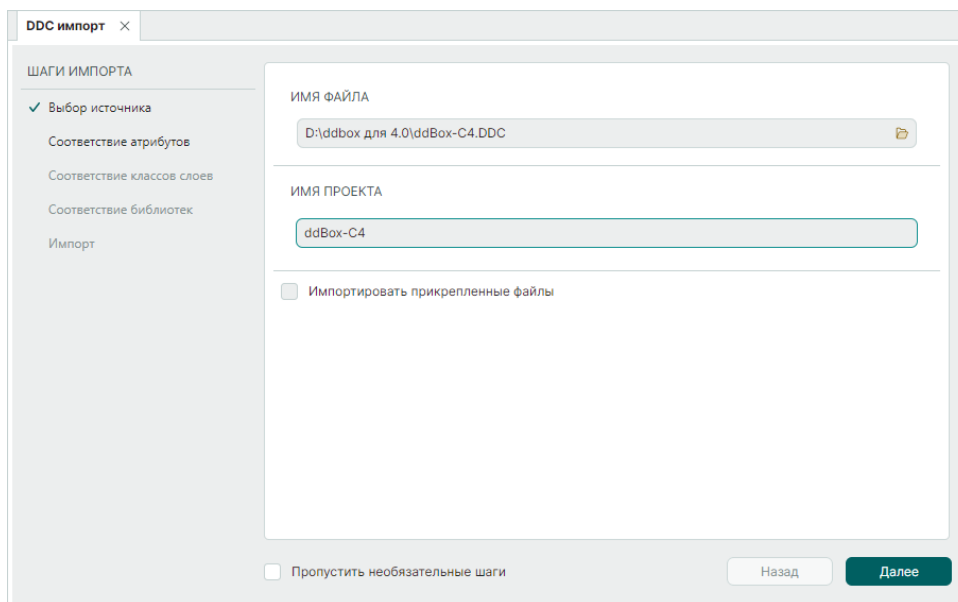 DDC импорт
ШАГИ ИМПОРТА
Выбор источника
Соответствие атрибутов
Соответствие классов слоев
Соответствие библиотек
Импорт
ИМЯ ФАЙЛА
D:\ddbox для 4.0\ddBox-C4.DDC
ИМЯ ПРОЕКТА
ddBox-C4
Импортировать прикрепленные файлы
Пропустить необязательные шаги
Назад
Далее